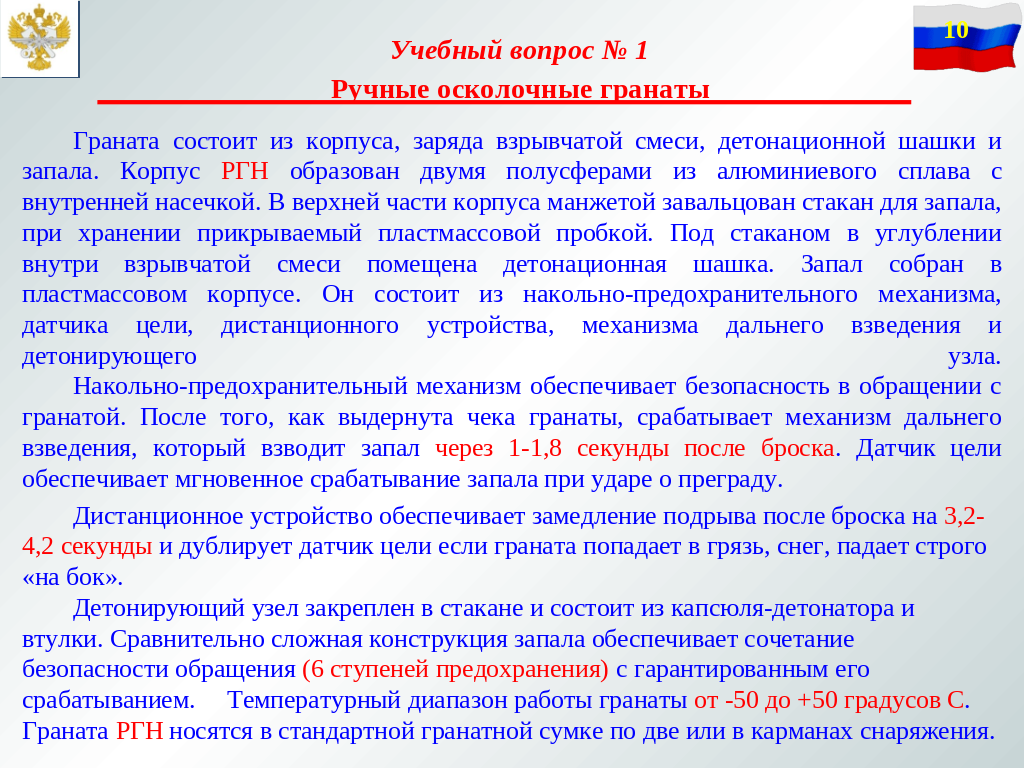 10
Учебный вопрос № 1
Ручные осколочные гранаты
Граната состоит из корпуса, заряда взрывчатой смеси, детонационной шашки и
запала. Корпус РГН образован двумя полусферами из алюминиевого сплава с
внутренней насечкой. В верхней части корпуса манжетой завальцован стакан для запала,
при хранении прикрываемый пластмассовой пробкой. Под стаканом в углублении
внутри взрывчатой смеси помещена детонационная шашка. Запал собран в
пластмассовом корпусе. Он состоит из накольно-предохранительного механизма,
датчика цели, дистанционного устройства, механизма дальнего взведения и
детонирующего узла.
Накольно-предохранительный механизм обеспечивает безопасность в обращении с
гранатой. После того, как выдернута чека гранаты, срабатывает механизм дальнего
взведения, который взводит запал через 1-1,8 секунды после броска. Датчик цели
обеспечивает мгновенное срабатывание запала при ударе о преграду.
Дистанционное устройство обеспечивает замедление подрыва после броска на 3,2-
4,2 секунды и дублирует датчик цели если граната попадает в грязь, снег, падает строго
«на бок».
Детонирующий узел закреплен в стакане и состоит из капсюля-детонатора и
втулки. Сравнительно сложная конструкция запала обеспечивает сочетание
безопасности обращения (6 ступеней предохранения) с гарантированным его
срабатыванием. Температурный диапазон работы гранаты от -50 до +50 градусов С.
Граната РГН носятся в стандартной гранатной сумке по две или в карманах снаряжения.